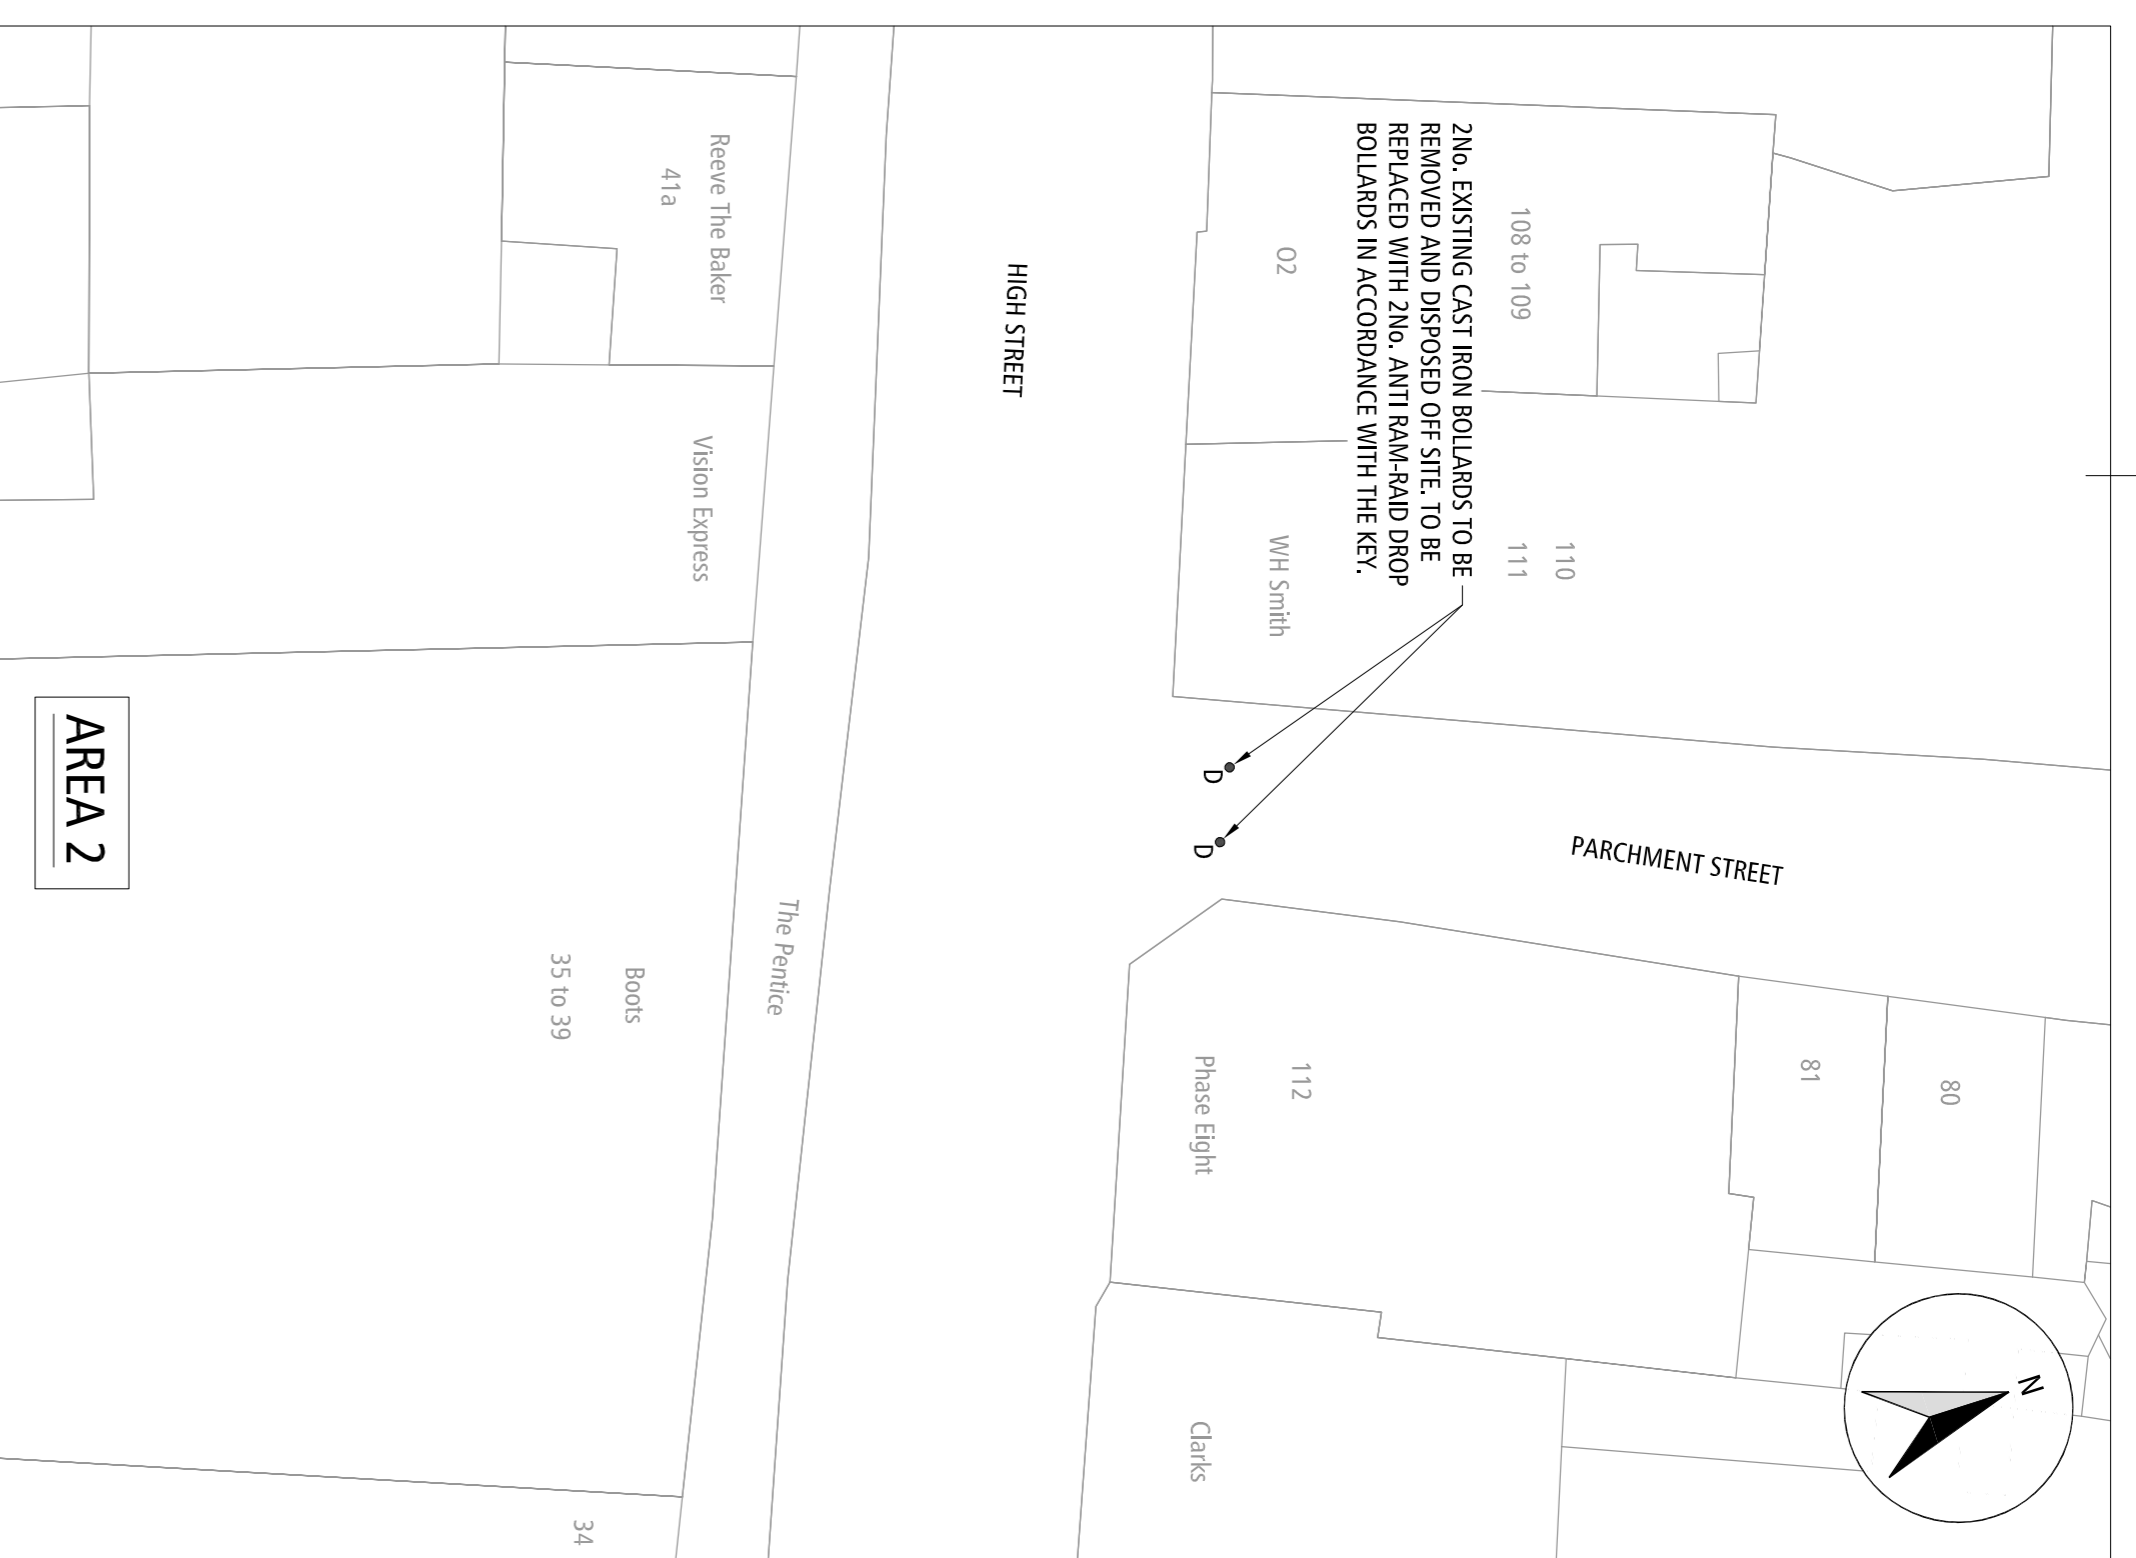 2No. EXISTING CAST IRON BOLLARDS TO BE
REMOVED AND DISPOSED OFF SITE. TO BE
REPLACED WITH 2No. ANTI RAM-RAID DROP
BOLLARDS IN ACCORDANCE WITH THE KEY.
108 to 109
O2
110
111
WH Smith
HIGH STREET
Reeve The Baker
41a
Vision Express
PARCHMENT STREET
D
D
The Pentice
Boots
35 to 39
80
81
112
Phase Eight
Clarks
34
N
AREA 2